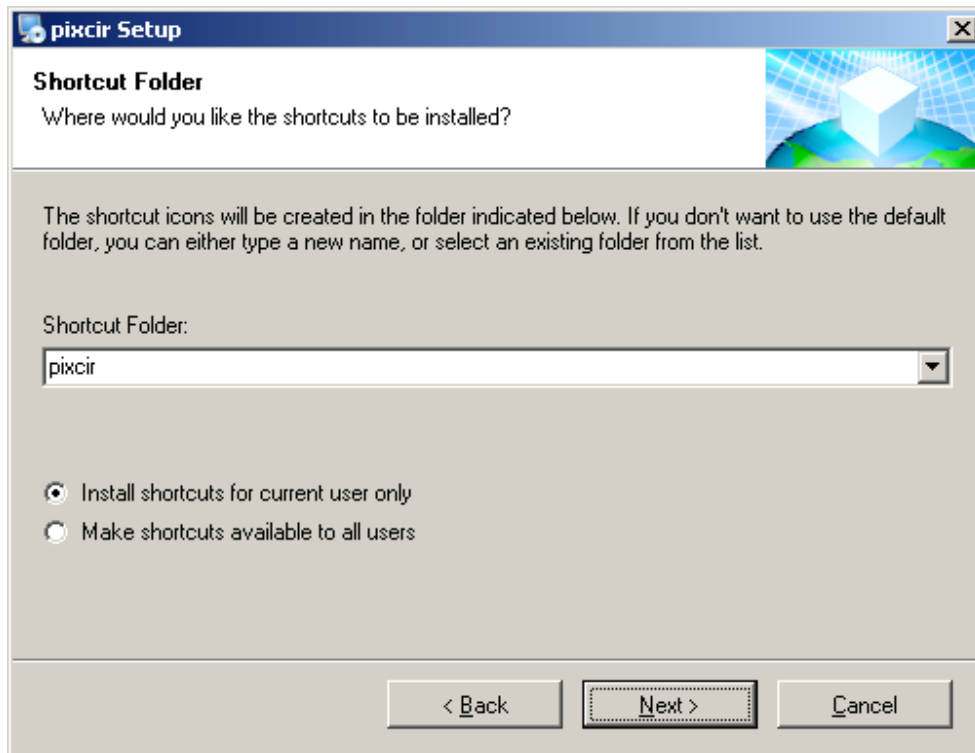 pixcir Setup
Shortcut Folder
Where would you like the shortcuts to be installed?
The shortcut icons will be created in the folder indicated below. If you don't want to use the default
folder, you can either type a new name, or select an existing folder from the list.
Shortcut Folder:
pixcir
Install shortcuts for current user only
Make shortcuts available to all users
< Back Next > Cancel